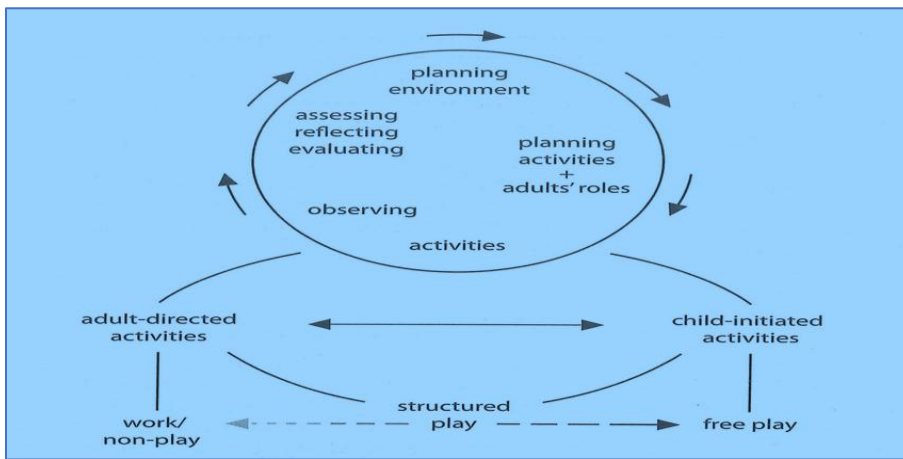 planning
environment
assessing
reflecting
evaluating
planning
activities
+
adults' roles
observing
activities
adult-directed
activities
child-initiated
activities
structured
play
work/
non-play
free play